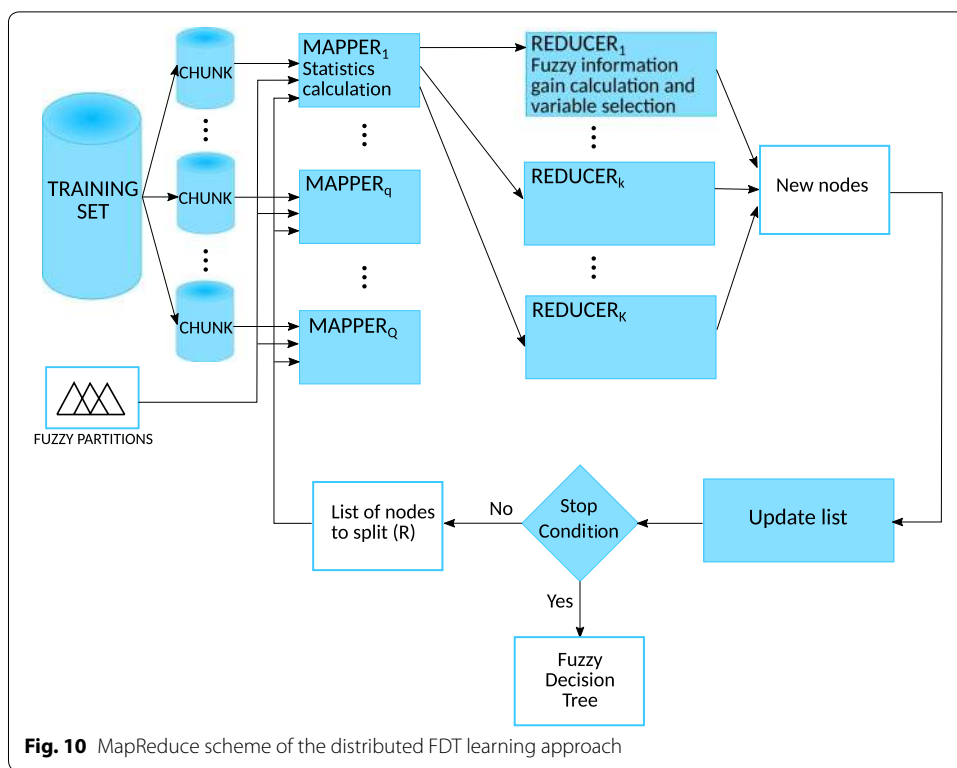 TRAINING
SET
CHUNK
CHUNK
CHUNK
FUZZY PARTITIONS
MAPPER1
Statistics
calculation
MAPPERq
MAPPERQ
REDUCER1
Fuzzy information
gain calculation and
variable selection
REDUCERk
REDUCERK
New nodes
Update list
Stop
Condition
No
List of nodes
to split (R)
Yes
Fuzzy
Decision
Tree
Fig. 10 MapReduce scheme of the distributed FDT learning approach